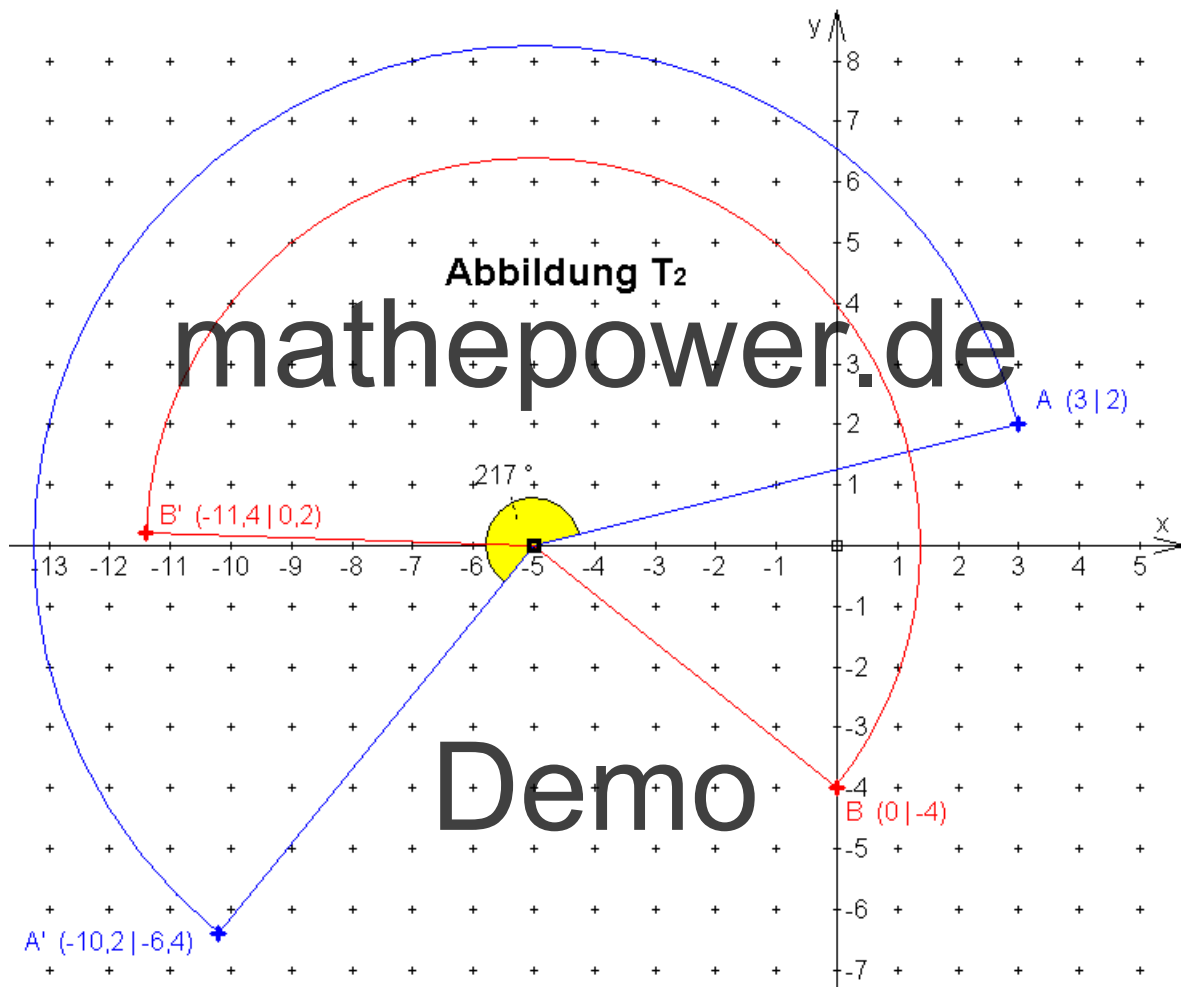 y
8
7
6
5
Abbildung T2
4
mathepower.de
3
A (3|2)
2
217 °
1
B' (-11,4|0,2)
x
-13 -12 -11 -10 -9 -8 -7 -6 -5 -4 -3 -2 -1 1 2 3 4 5
-1
-2
-3
Demo
-4
B (0|-4)
-5
-6
A' (-10,2|-6,4)
-7